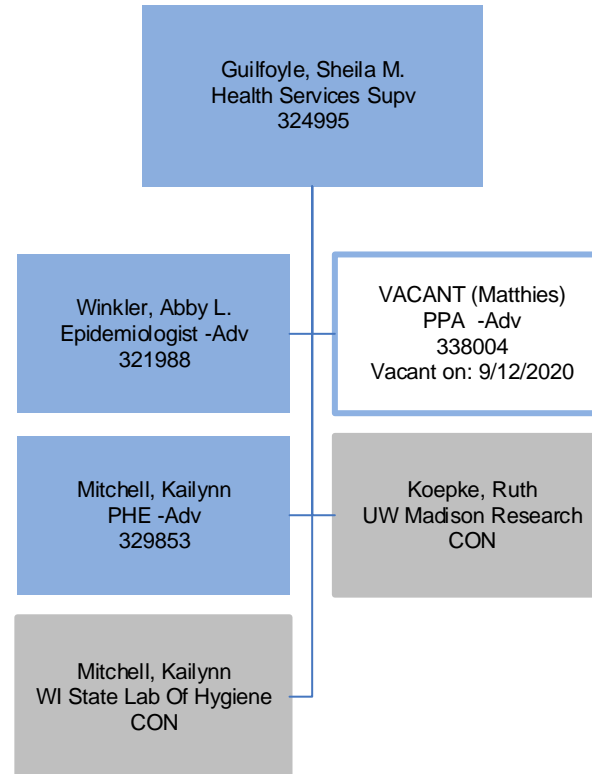 Guilfoyle, Sheila M.
Health Services Supv
324995
Winkler, Abby L.
Epidemiologist -Adv
321988
VACANT (Matthies)
PPA -Adv
338004
Vacant on: 9/12/2020
Mitchell, Kailynn
PHE -Adv
329853
Koepke, Ruth
UW Madison Research
CON
Mitchell, Kailynn
WI State Lab Of Hygiene
CON